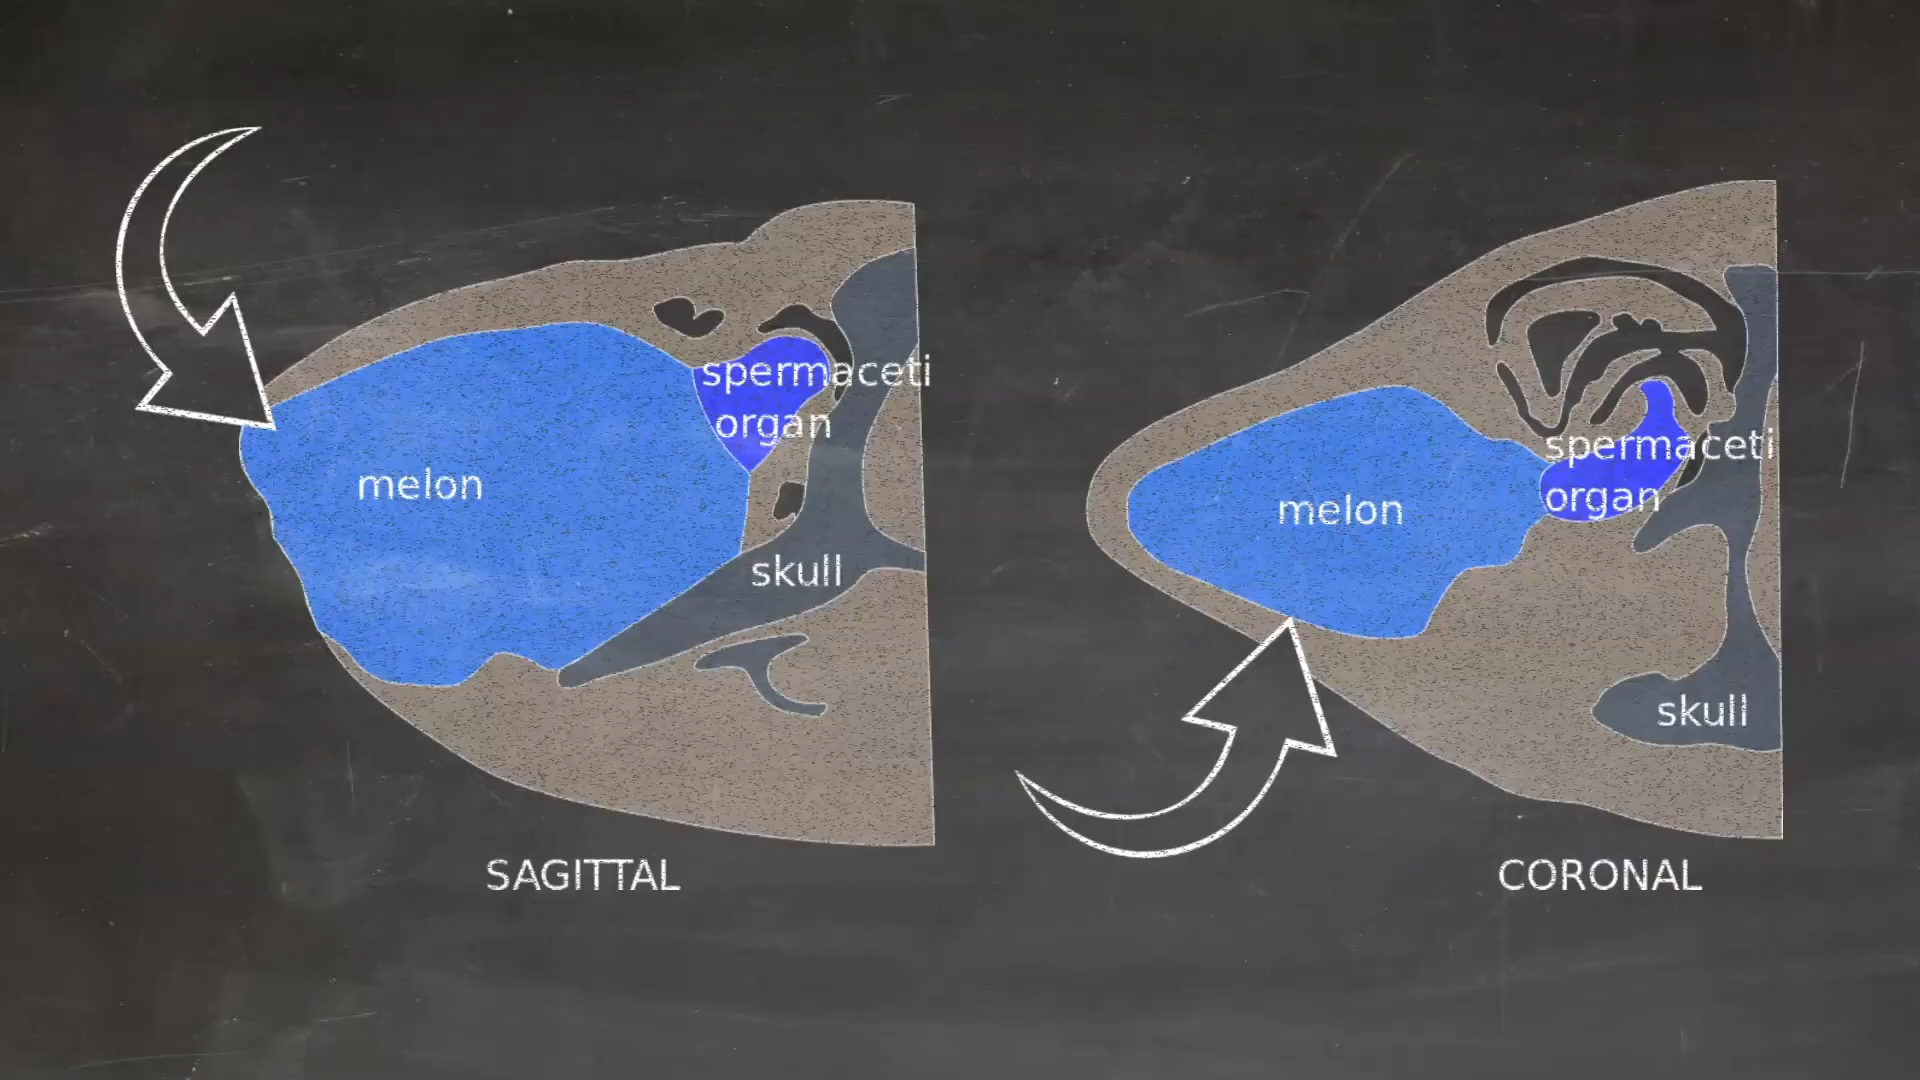 spermaceti
organ
melon
skull
SAGITTAL
spermaceti
organ
melon
skull
CORONAL